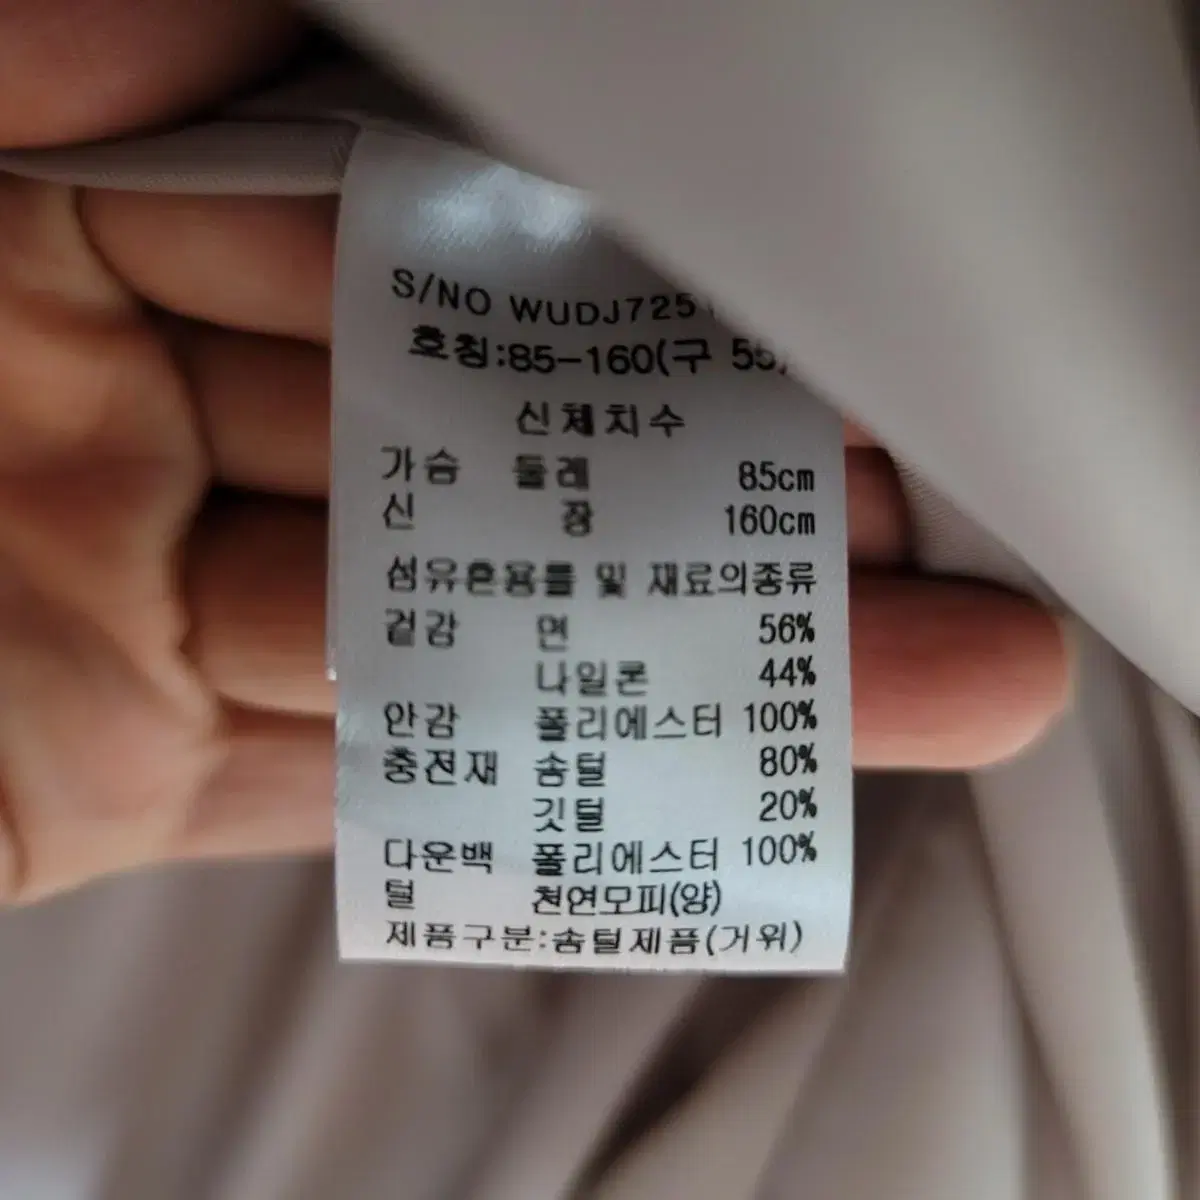 S/NO WUDJ7251
호칭:85-160(구 55)
신체치수
가슴 둘레 85cm
신 장 160cm
섬유혼용률 및 재료의종류
겉감 면 56%
나일론 44%
안감 폴리에스터 100%
충전재 솜털 80%
깃털 20%
다운백 폴리에스터 100%
털 천연모피(양)
제품구분:솜털제품(거위)